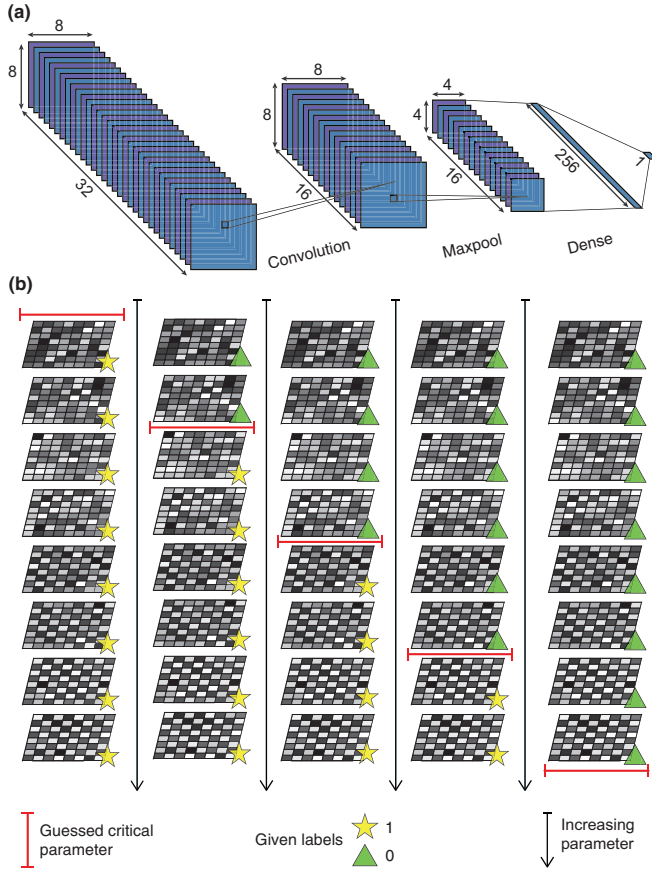 (a)
8
8
32
8
8
16
Convolution
4
4
16
Maxpool
256
1
Dense
(b)
Guessed critical
parameter
Given labels
1
0
Increasing
parameter